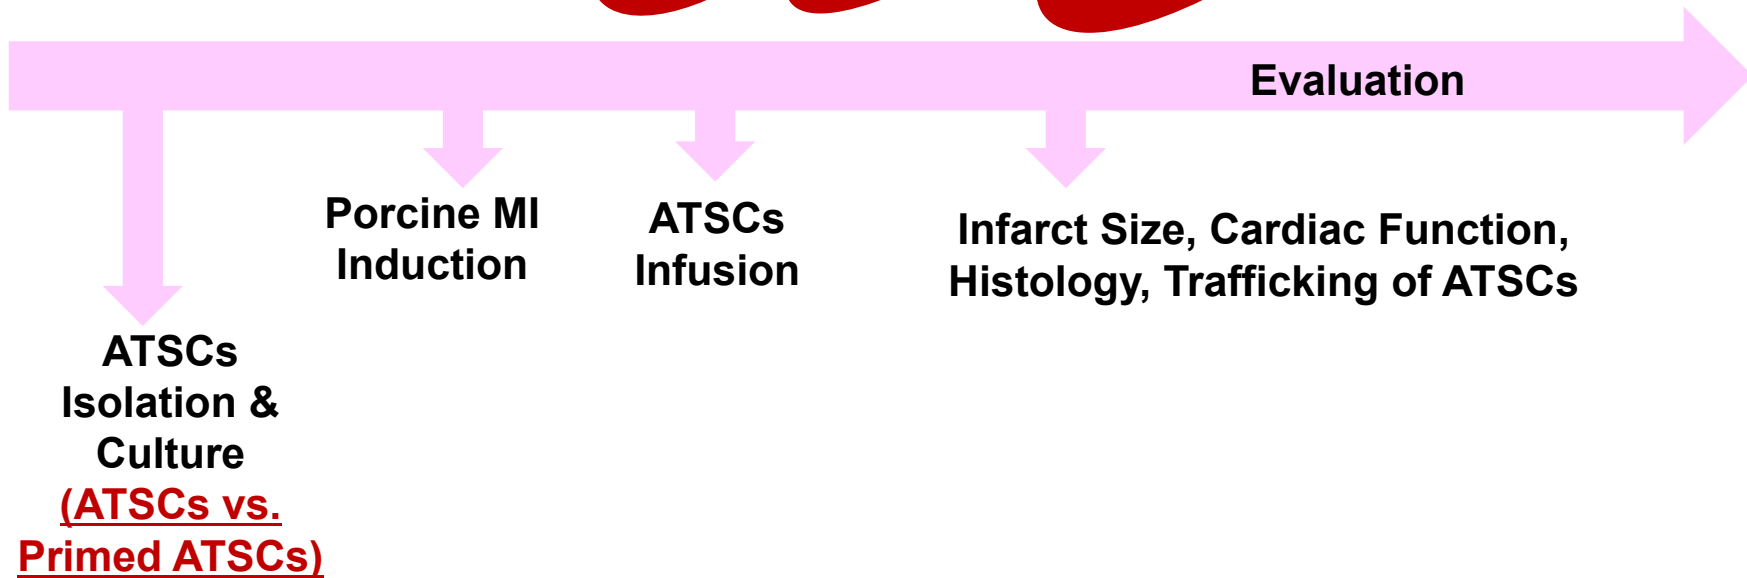 Evaluation
Porcine MI
Induction
ATSCs
Infusion
Infarct Size, Cardiac Function,
Histology, Trafficking of ATSCs
ATSCs
Isolation &
Culture
(ATSCs vs.
Primed ATSCs)